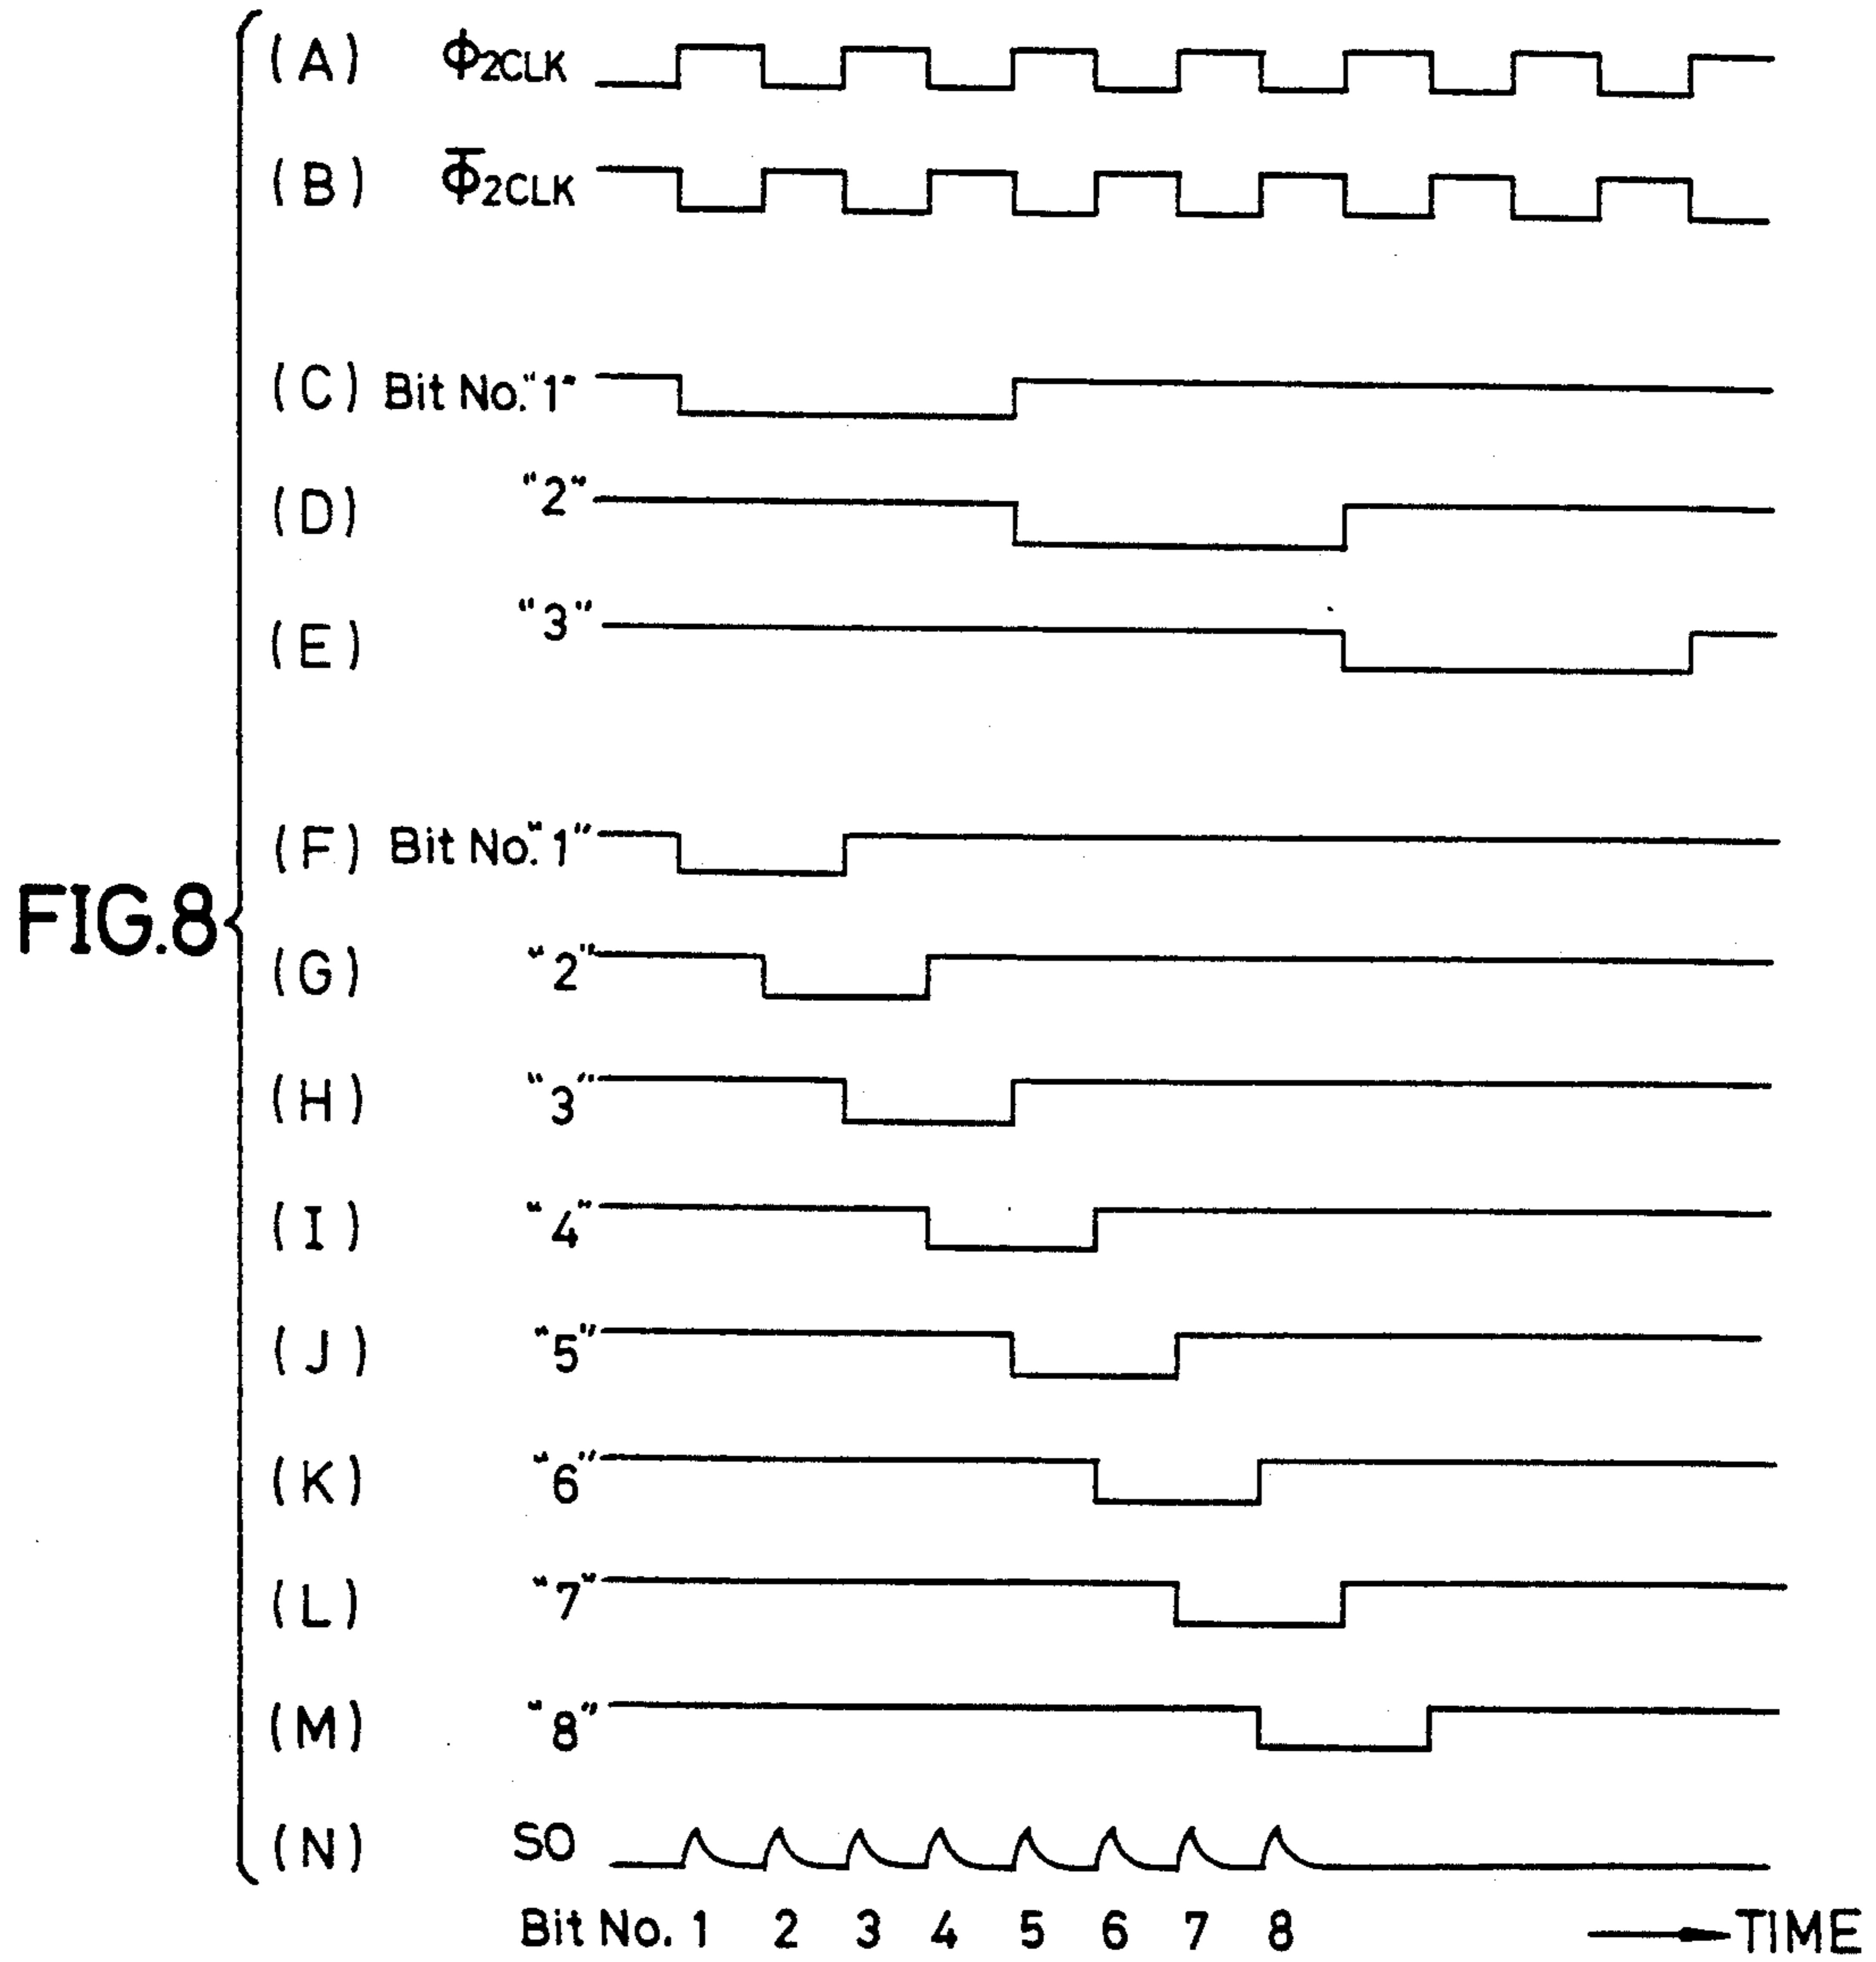 (A) Φ2CLK
(B) Φ̅2CLK
(C) Bit No. "1"
(D) "2"
(E) "3"
(F) Bit No. "1"
FIG.8
(G) "2"
(H) "3"
(I) "4"
(J) "5"
(K) "6"
(L) "7"
(M) "8"
(N) SO
Bit No. 1 2 3 4 5 6 7 8 TIME